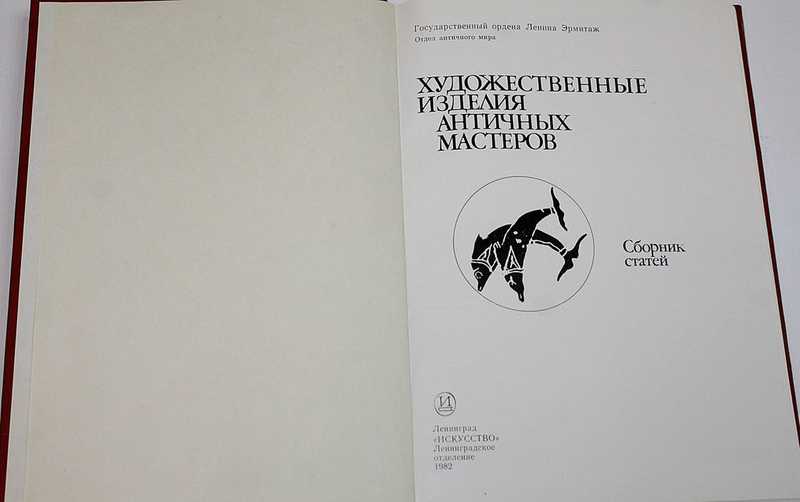 Государственный ордена Ленина Эрмитаж
Отдел античного мира
ХУДОЖЕСТВЕННЫЕ
ИЗДЕЛИЯ
АНТИЧНЫХ
МАСТЕРОВ
Сборник
статей
И
Ленинград
«ИСКУССТВО»
Ленинградское
отделение
1982